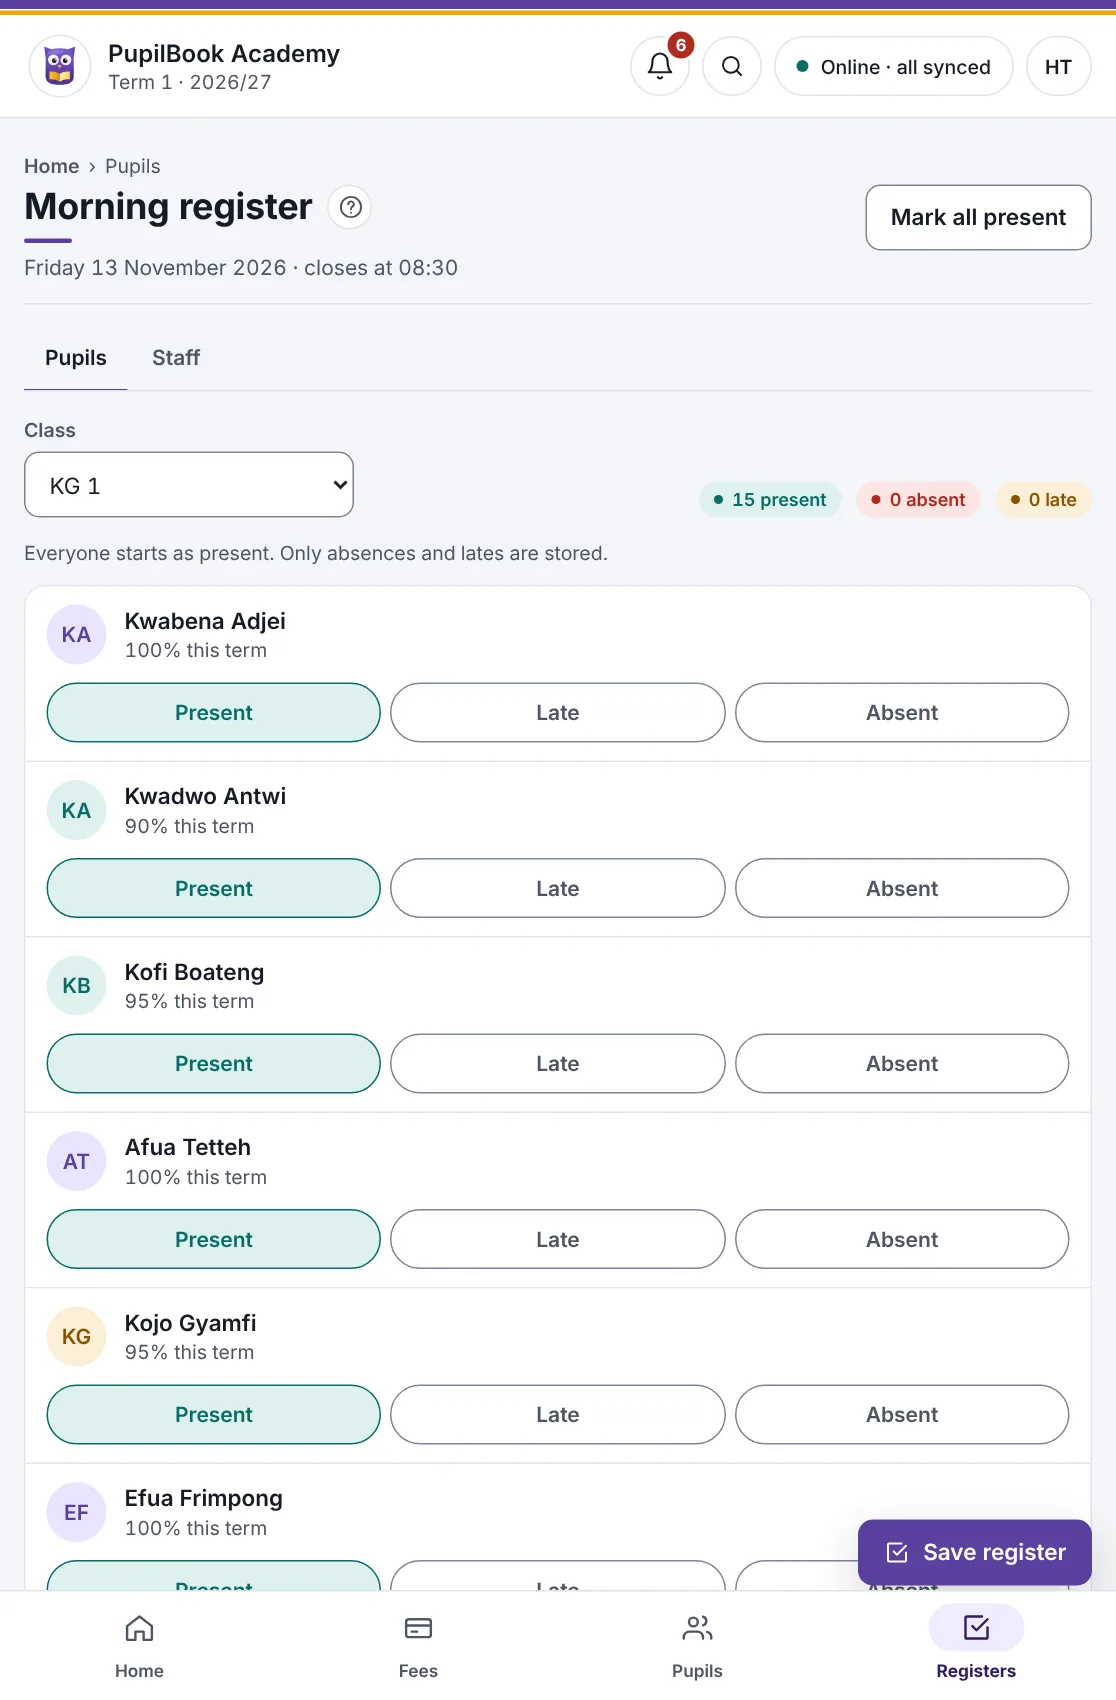 PupilBook Academy
Term 1 · 2026/27
6
Online · all synced
HT
Home › Pupils
Morning register
Mark all present
Friday 13 November 2026 · closes at 08:30
Pupils
Staff
Class
KG 1
15 present
0 absent
0 late
Everyone starts as present. Only absences and lates are stored.
KA
Kwabena Adjei
100% this term
Present
Late
Absent
KA
Kwadwo Antwi
90% this term
Present
Late
Absent
KB
Kofi Boateng
95% this term
Present
Late
Absent
AT
Afua Tetteh
100% this term
Present
Late
Absent
KG
Kojo Gyamfi
95% this term
Present
Late
Absent
EF
Efua Frimpong
100% this term
Save register
Present
Late
Absent
Home
Fees
Pupils
Registers